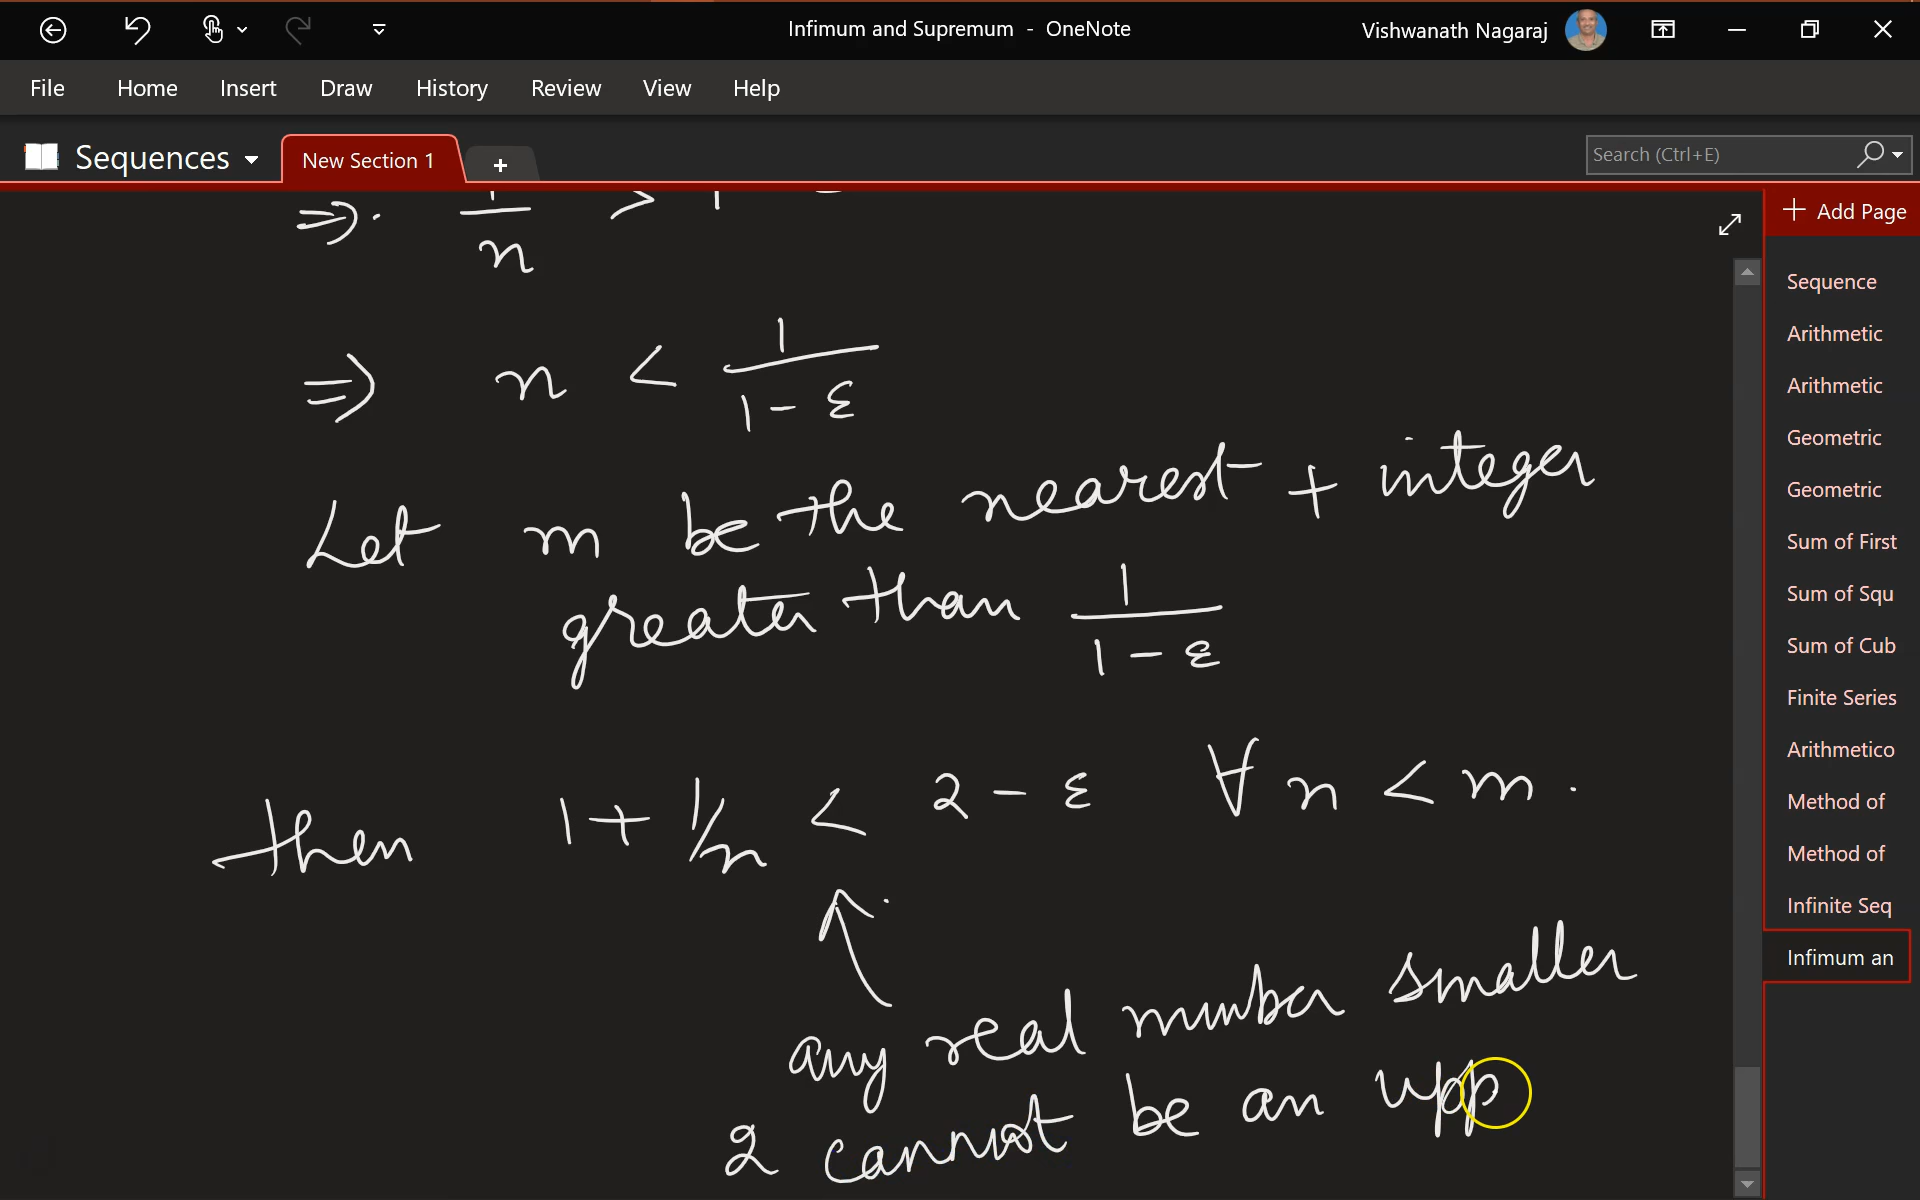 Infimum and Supremum - OneNote
Vishwanath Nagaraj
File Home Insert Draw History Review View Help
Sequences
New Section 1
+
Search (Ctrl+E)
⇒. 1/n > 1
⇒ n < 1/(1 - ε)
Let m be the nearest + integer
greater than 1/(1 - ε)
then 1 + 1/n < 2 - ε ∀ n < m.
any real number smaller
2 cannot be an upp
+ Add Page
Sequence
Arithmetic
Arithmetic
Geometric
Geometric
Sum of First
Sum of Squ
Sum of Cub
Finite Series
Arithmetico
Method of
Method of
Infinite Seq
Infimum an